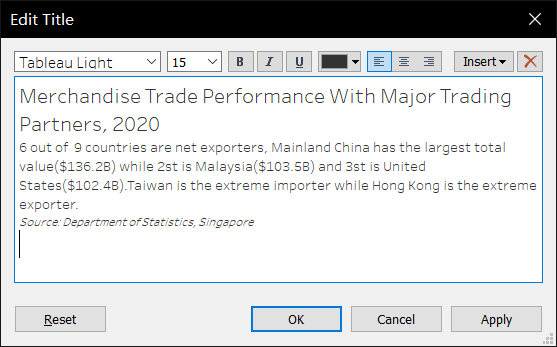 Edit Title
Tableau Light 15 B I U Insert
Merchandise Trade Performance With Major Trading
Partners, 2020
6 out of 9 countries are net exporters, Mainland China has the largest total
value($136.2B) while 2st is Malaysia($103.5B) and 3st is United
States($102.4B).Taiwan is the extreme importer while Hong Kong is the extreme
exporter.
Source: Department of Statistics, Singapore
Reset OK Cancel Apply